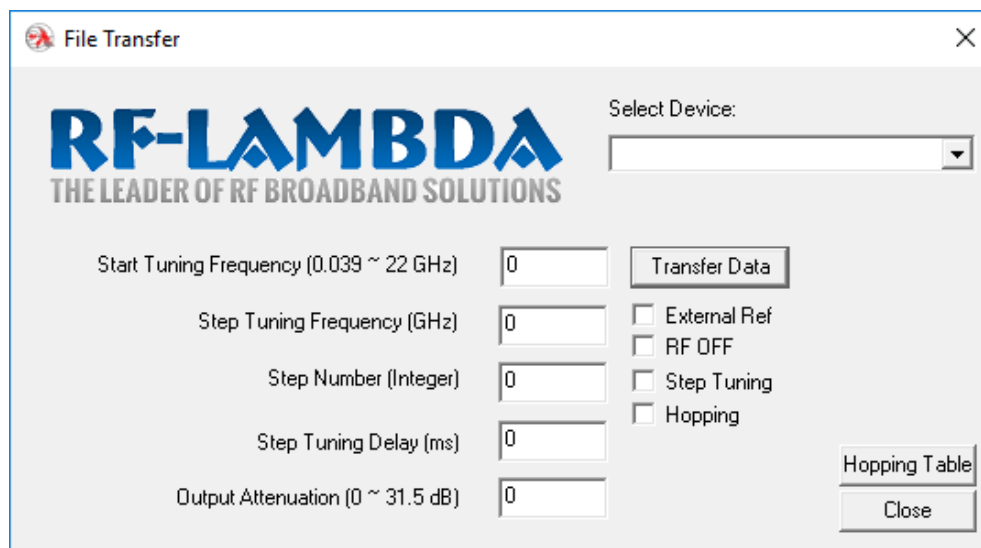 File Transfer
RF-LAMBDA
THE LEADER OF RF BROADBAND SOLUTIONS
Select Device:
Start Tuning Frequency (0.039 ~ 22 GHz) 0 Transfer Data
External Ref
Step Tuning Frequency (GHz) 0
RF OFF
Step Number (Integer) 0 Step Tuning
Hopping
Step Tuning Delay (ms) 0
Hopping Table
Output Attenuation (0 ~ 31.5 dB) 0
Close